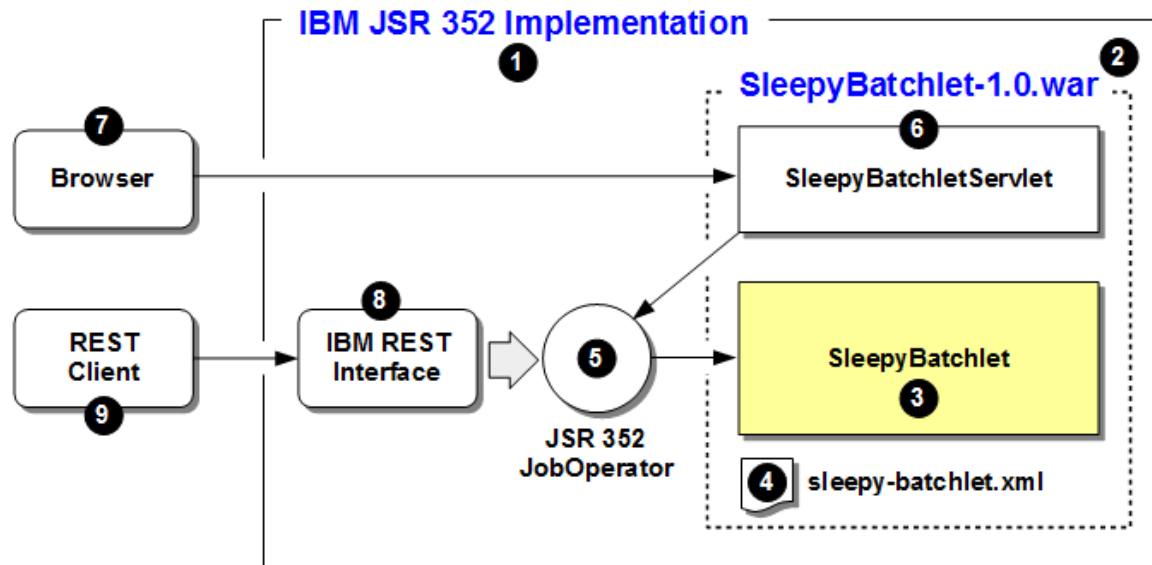 IBM JSR 352 Implementation
1
2
SleepyBatchlet-1.0.war
7
Browser
6
SleepyBatchletServlet
8
REST
Client
9
IBM REST
Interface
5
JSR 352
JobOperator
SleepyBatchlet
3
4
sleepy-batchlet.xml